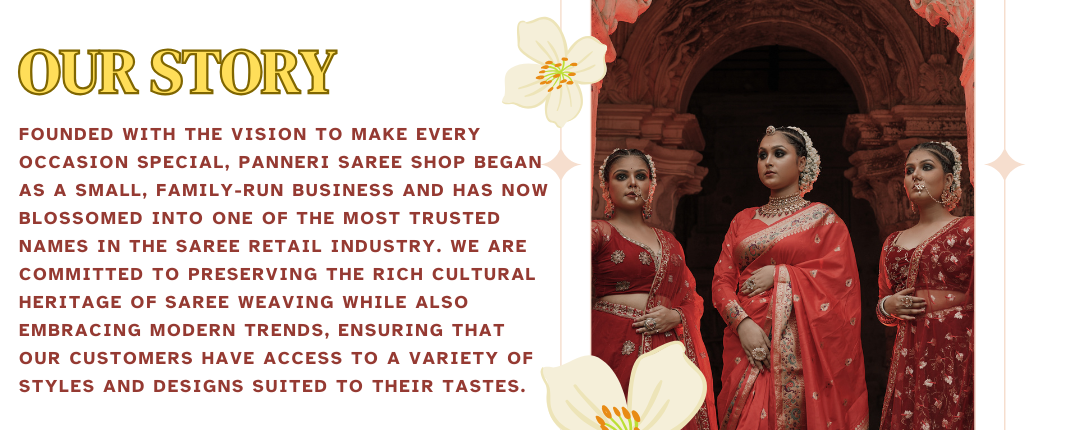 OUR STORY
FOUNDED WITH THE VISION TO MAKE EVERY
OCCASION SPECIAL, PANNERI SAREE SHOP BEGAN
AS A SMALL, FAMILY-RUN BUSINESS AND HAS NOW
BLOSSOMED INTO ONE OF THE MOST TRUSTED
NAMES IN THE SAREE RETAIL INDUSTRY. WE ARE
COMMITTED TO PRESERVING THE RICH CULTURAL
HERITAGE OF SAREE WEAVING WHILE ALSO
EMBRACING MODERN TRENDS, ENSURING THAT
OUR CUSTOMERS HAVE ACCESS TO A VARIETY OF
STYLES AND DESIGNS SUITED TO THEIR TASTES.